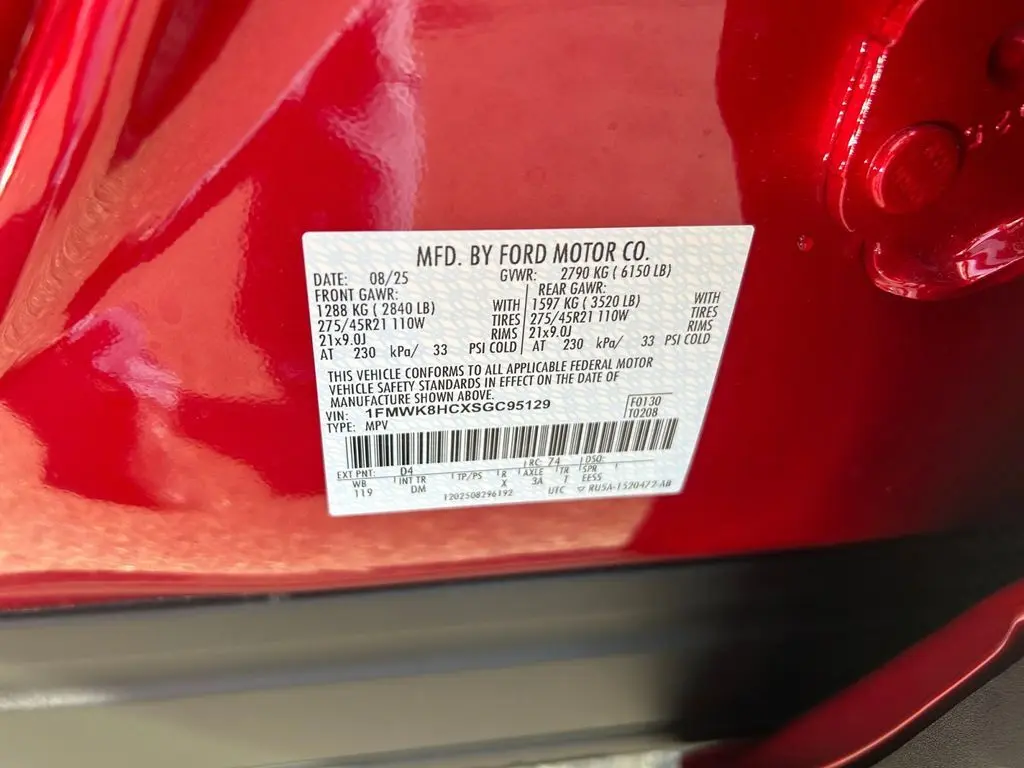 MFD. BY FORD MOTOR CO.
DATE: 08/25 GVWR: 2790 KG ( 6150 LB)
FRONT GAWR: REAR GAWR:
1288 KG ( 2840 LB) WITH 1597 KG ( 3520 LB) WITH
275/45R21 110W TIRES 275/45R21 110W TIRES
21x9.0J RIMS 21x9.0J RIMS
AT 230 kPa/ 33 PSI COLD AT 230 kPa/ 33 PSI COLD
THIS VEHICLE CONFORMS TO ALL APPLICABLE FEDERAL MOTOR
VEHICLE SAFETY STANDARDS IN EFFECT ON THE DATE OF
MANUFACTURE SHOWN ABOVE.
VIN: 1FMWK8HCXSGC95129 F0130
TYPE: MPV T0208
EXT PNT: D4 RC: 74 DSO:
WB INT TR TP/PS R AXLE TR SPR
119 DM X 3A T EESS
1202508296192 UTC RU5A-1520472-AB